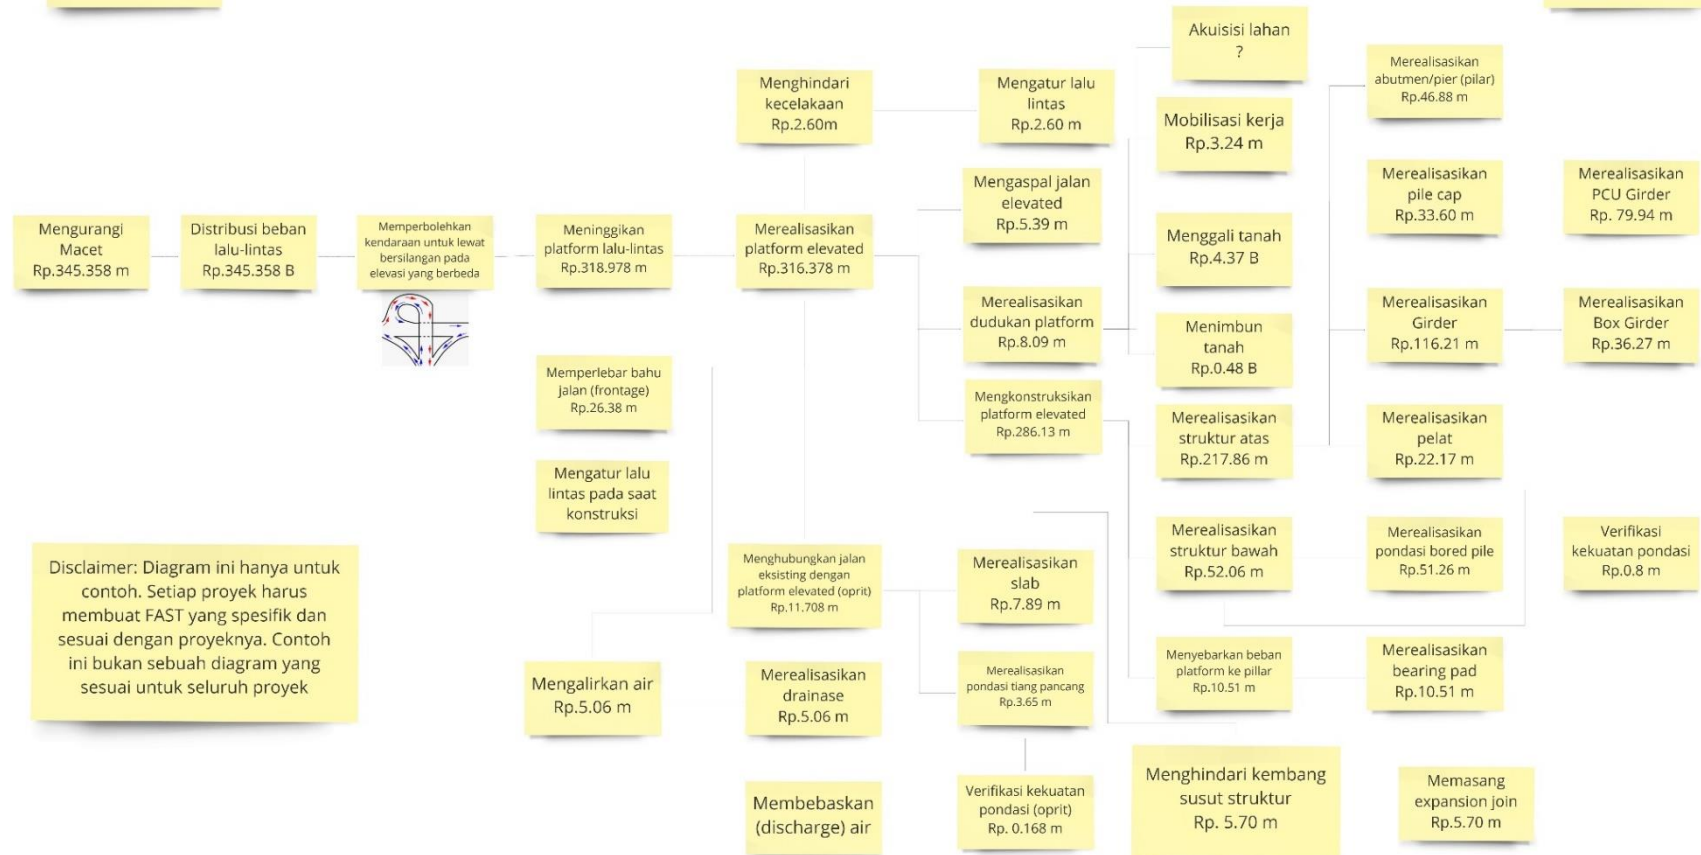 Akuisisi lahan
?
Menghindari
kecelakaan
Rp.2.60m
Mengatur lalu
lintas
Rp.2.60 m
Mobilisasi kerja
Rp.3.24 m
Merealisasikan
abutmen/pier (pilar)
Rp.46.88 m
Mengaspal jalan
elevated
Rp.5.39 m
Merealisasikan
pile cap
Rp.33.60 m
Merealisasikan
PCU Girder
Rp. 79.94 m
Mengurangi
Macet
Rp.345.358 m
Distribusi beban
lalu-lintas
Rp.345.358 B
Memperbolehkan
kendaraan untuk lewat
bersilangan pada
elevasi yang berbeda
Meninggikan
platform lalu-lintas
Rp.318.978 m
Merealisasikan
platform elevated
Rp.316.378 m
Menggali tanah
Rp.4.37 B
Merealisasikan
dudukan platform
Rp.8.09 m
Menimbun
tanah
Rp.0.48 B
Merealisasikan
Girder
Rp.116.21 m
Merealisasikan
Box Girder
Rp.36.27 m
Memperlebar bahu
jalan (frontage)
Rp.26.38 m
Mengkonstruksikan
platform elevated
Rp.286.13 m
Merealisasikan
struktur atas
Rp.217.86 m
Merealisasikan
pelat
Rp.22.17 m
Mengatur lalu
lintas pada saat
konstruksi
Disclaimer: Diagram ini hanya untuk
contoh. Setiap proyek harus
membuat FAST yang spesifik dan
sesuai dengan proyeknya. Contoh
ini bukan sebuah diagram yang
sesuai untuk seluruh proyek
Menghubungkan jalan
eksisting dengan
platform elevated (oprit)
Rp.11.708 m
Merealisasikan
slab
Rp.7.89 m
Merealisasikan
struktur bawah
Rp.52.06 m
Merealisasikan
pondasi bored pile
Rp.51.26 m
Verifikasi
kekuatan pondasi
Rp.0.8 m
Mengalirkan air
Rp.5.06 m
Merealisasikan
drainase
Rp.5.06 m
Merealisasikan
pondasi tiang pancang
Rp.3.65 m
Menyebarkan beban
platform ke pillar
Rp.10.51 m
Merealisasikan
bearing pad
Rp.10.51 m
Membebaskan
(discharge) air
Verifikasi kekuatan
pondasi (oprit)
Rp. 0.168 m
Menghindari kembang
susut struktur
Rp. 5.70 m
Memasang
expansion join
Rp.5.70 m